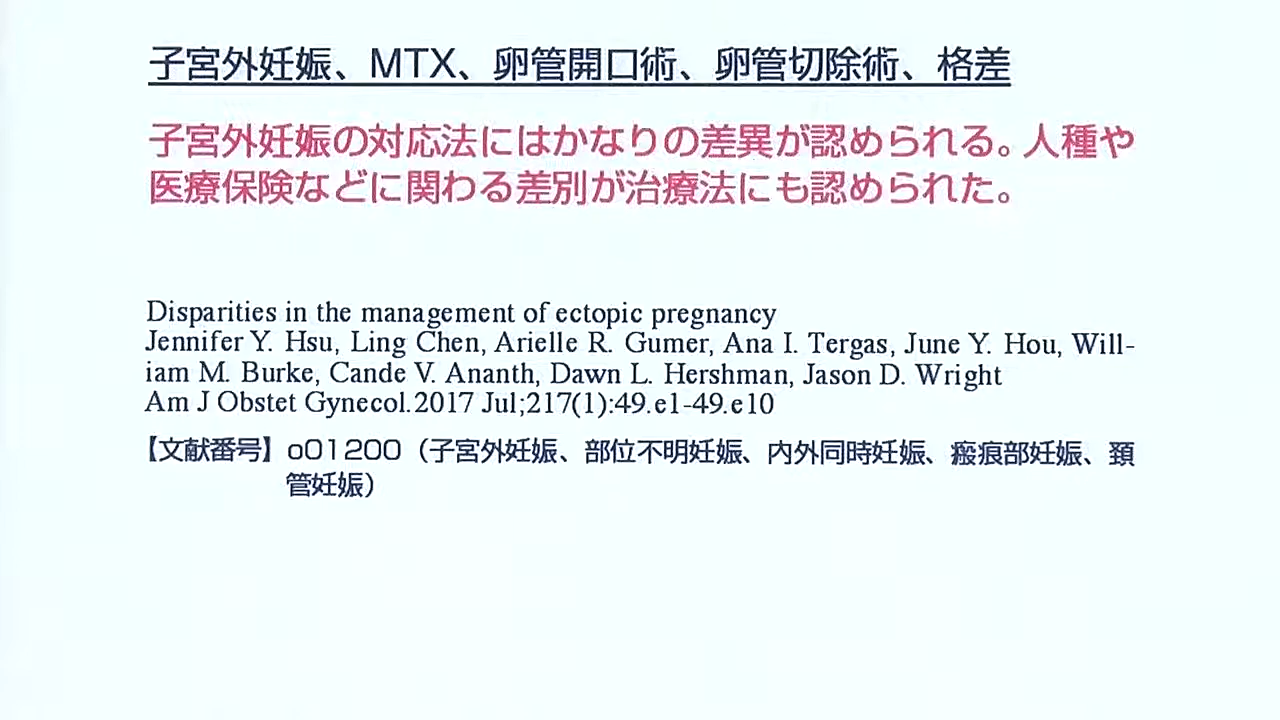 子宮外妊娠、MTX、卵管開口術、卵管切除術、格差
子宮外妊娠の対応法にはかなりの差異が認められる。人種や
医療保険などに関わる差別が治療法にも認められた。
Disparities in the management of ectopic pregnancy
Jennifer Y. Hsu, Ling Chen, Arielle R. Gumer, Ana I. Tergas, June Y. Hou, Will-
iam M. Burke, Cande V. Ananth, Dawn L. Hershman, Jason D. Wright
Am J Obstet Gynecol.2017 Jul;217(1):49.e1-49.e10
【文献番号】o01200（子宮外妊娠、部位不明妊娠、内外同時妊娠、瘢痕部妊娠、頚
管妊娠）